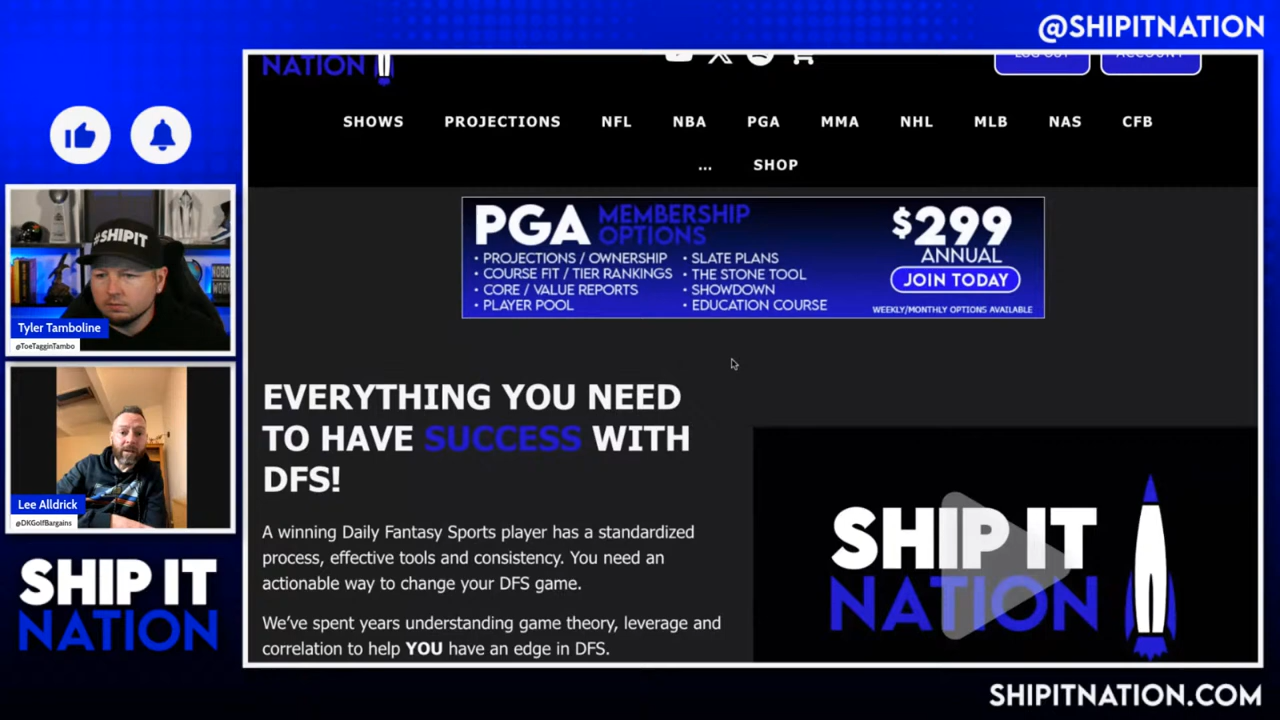 @SHIPITNATION
NATION
LOG OUT
ACCOUNT
SHOWS PROJECTIONS NFL NBA PGA MMA NHL MLB NAS CFB
... SHOP
PGA MEMBERSHIP OPTIONS
• PROJECTIONS / OWNERSHIP
• COURSE FIT / TIER RANKINGS
• CORE / VALUE REPORTS
• PLAYER POOL
• SLATE PLANS
• THE STONE TOOL
• SHOWDOWN
• EDUCATION COURSE
$299
ANNUAL
JOIN TODAY
WEEKLY/MONTHLY OPTIONS AVAILABLE
#SHIPIT
Tyler Tamboline
@ToeTagginTambo
Lee Alldrick
@DKGolfBargains
SHIP IT
NATION
EVERYTHING YOU NEED
TO HAVE SUCCESS WITH
DFS!
A winning Daily Fantasy Sports player has a standardized
process, effective tools and consistency. You need an
actionable way to change your DFS game.
We've spent years understanding game theory, leverage and
correlation to help YOU have an edge in DFS.
SHIP IT
NATION
SHIPITNATION.COM